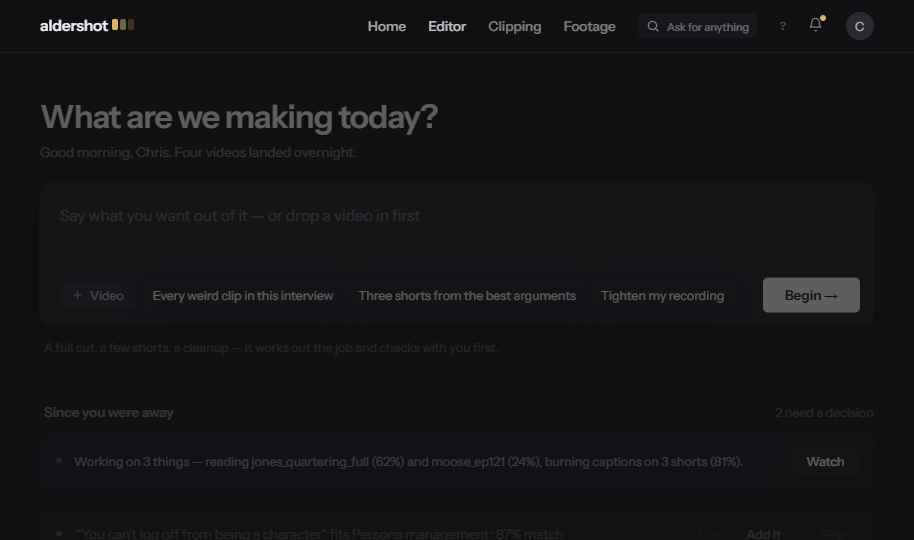 aldershot
Home Editor Clipping Footage Ask for anything ? C
What are we making today?
Good morning, Chris. Four videos landed overnight.
Say what you want out of it — or drop a video in first
+ Video Every weird clip in this interview Three shorts from the best arguments Tighten my recording Begin →
A full cut, a few shorts, a cleanup — it works out the job and checks with you first.
Since you were away 2 need a decision
Working on 3 things — reading jones_quartering_full (62%) and moose_ep121 (24%), burning captions on 3 shorts (81%). Watch
"You can't log off from being a character" fits Persona management: 87% match Add it